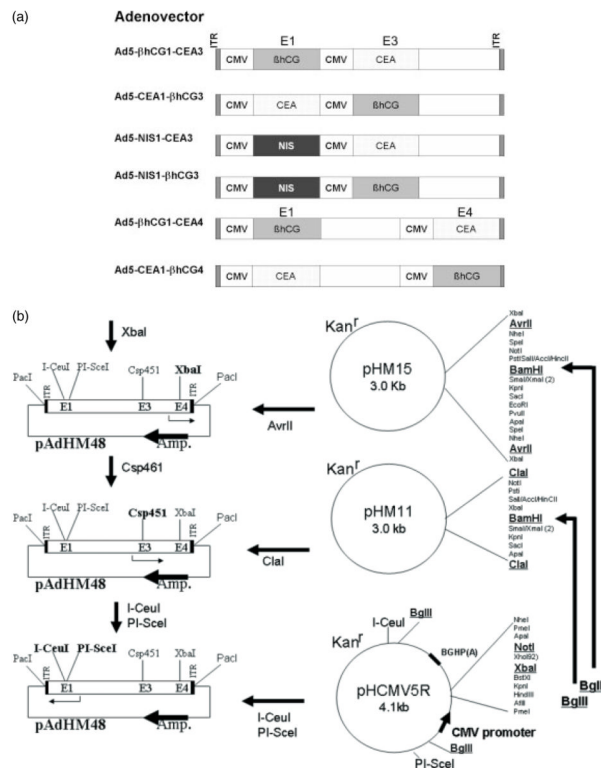 (a)
Adenovector
ITR
E1
E3
ITR
Ad5-βhCG1-CEA3
CMV
ßhCG
CMV
CEA
Ad5-CEA1-βhCG3
CMV
CEA
CMV
ßhCG
Ad5-NIS1-CEA3
CMV
NIS
CMV
CEA
Ad5-NIS1-βhCG3
CMV
NIS
CMV
ßhCG
E1
E4
Ad5-βhCG1-CEA4
CMV
ßhCG
CMV
CEA
Ad5-CEA1-βhCG4
CMV
CEA
CMV
ßhCG
(b)
XbaI
I-CeuI
PI-SceI
Csp451
XbaI
PacI
ITR
ITR
PacI
E1
E3
E4
pAdHM48
Amp.
AvrII
Kanr
pHM15
3.0 Kb
XbaI
AvrII
NheI
SpeI
NotI
PstI/SalI/AccI/HincII
BamHI
SmaI/XmaI (2)
KpnI
SacI
EcoRI
PvuII
ApaI
SpeI
NheI
AvrII
XbaI
Csp461
I-CeuI
PI-SceI
Csp451
XbaI
PacI
ITR
ITR
PacI
E1
E3
E4
pAdHM48
Amp.
ClaI
Kanr
pHM11
3.0 kb
ClaI
NotI
PstI
SalI/AccI/HinCII
XbaI
BamHI
SmaI/XmaI (2)
KpnI
SacI
ApaI
ClaI
I-CeuI
PI-SceI
I-CeuI
PI-SceI
Csp451
XbaI
PacI
ITR
ITR
PacI
E1
E3
E4
pAdHM48
Amp.
I-CeuI
PI-SceI
Kanr
I-CeuI
BglII
BGHP(A)
pHCMV5R
4.1kb
CMV promoter
BglII
PI-SceI
NheI
PmeI
ApaI
NotI
XhoI(92)
XbaI
BstXI
KpnI
HindIII
AflII
PmeI
BglII
BglII